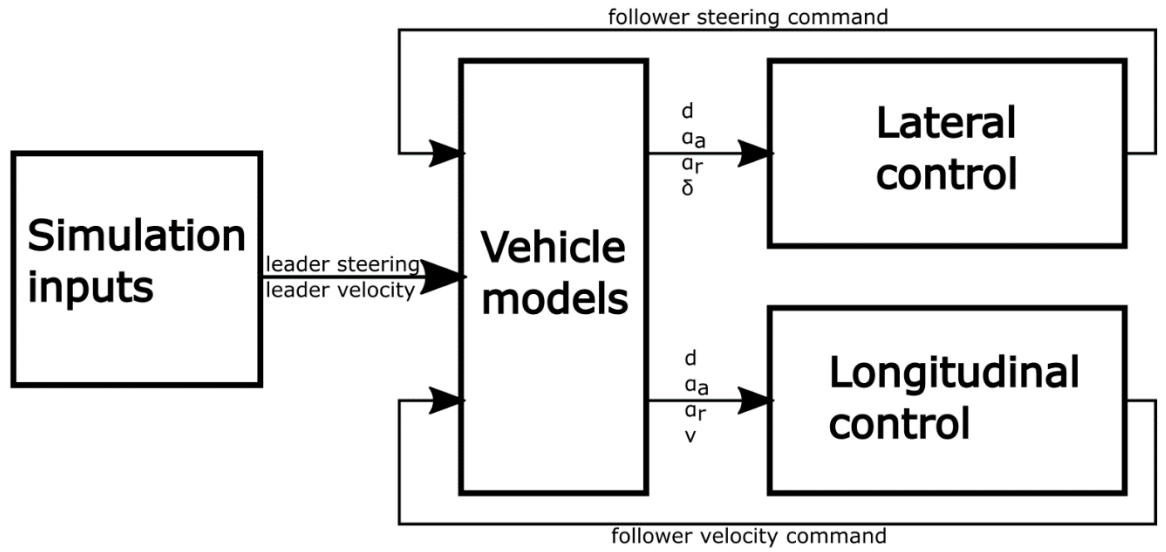 follower steering command
Simulation
inputs
leader steering
leader velocity
Vehicle
models
d
αa
αr
δ
Lateral
control
d
αa
αr
v
Longitudinal
control
follower velocity command